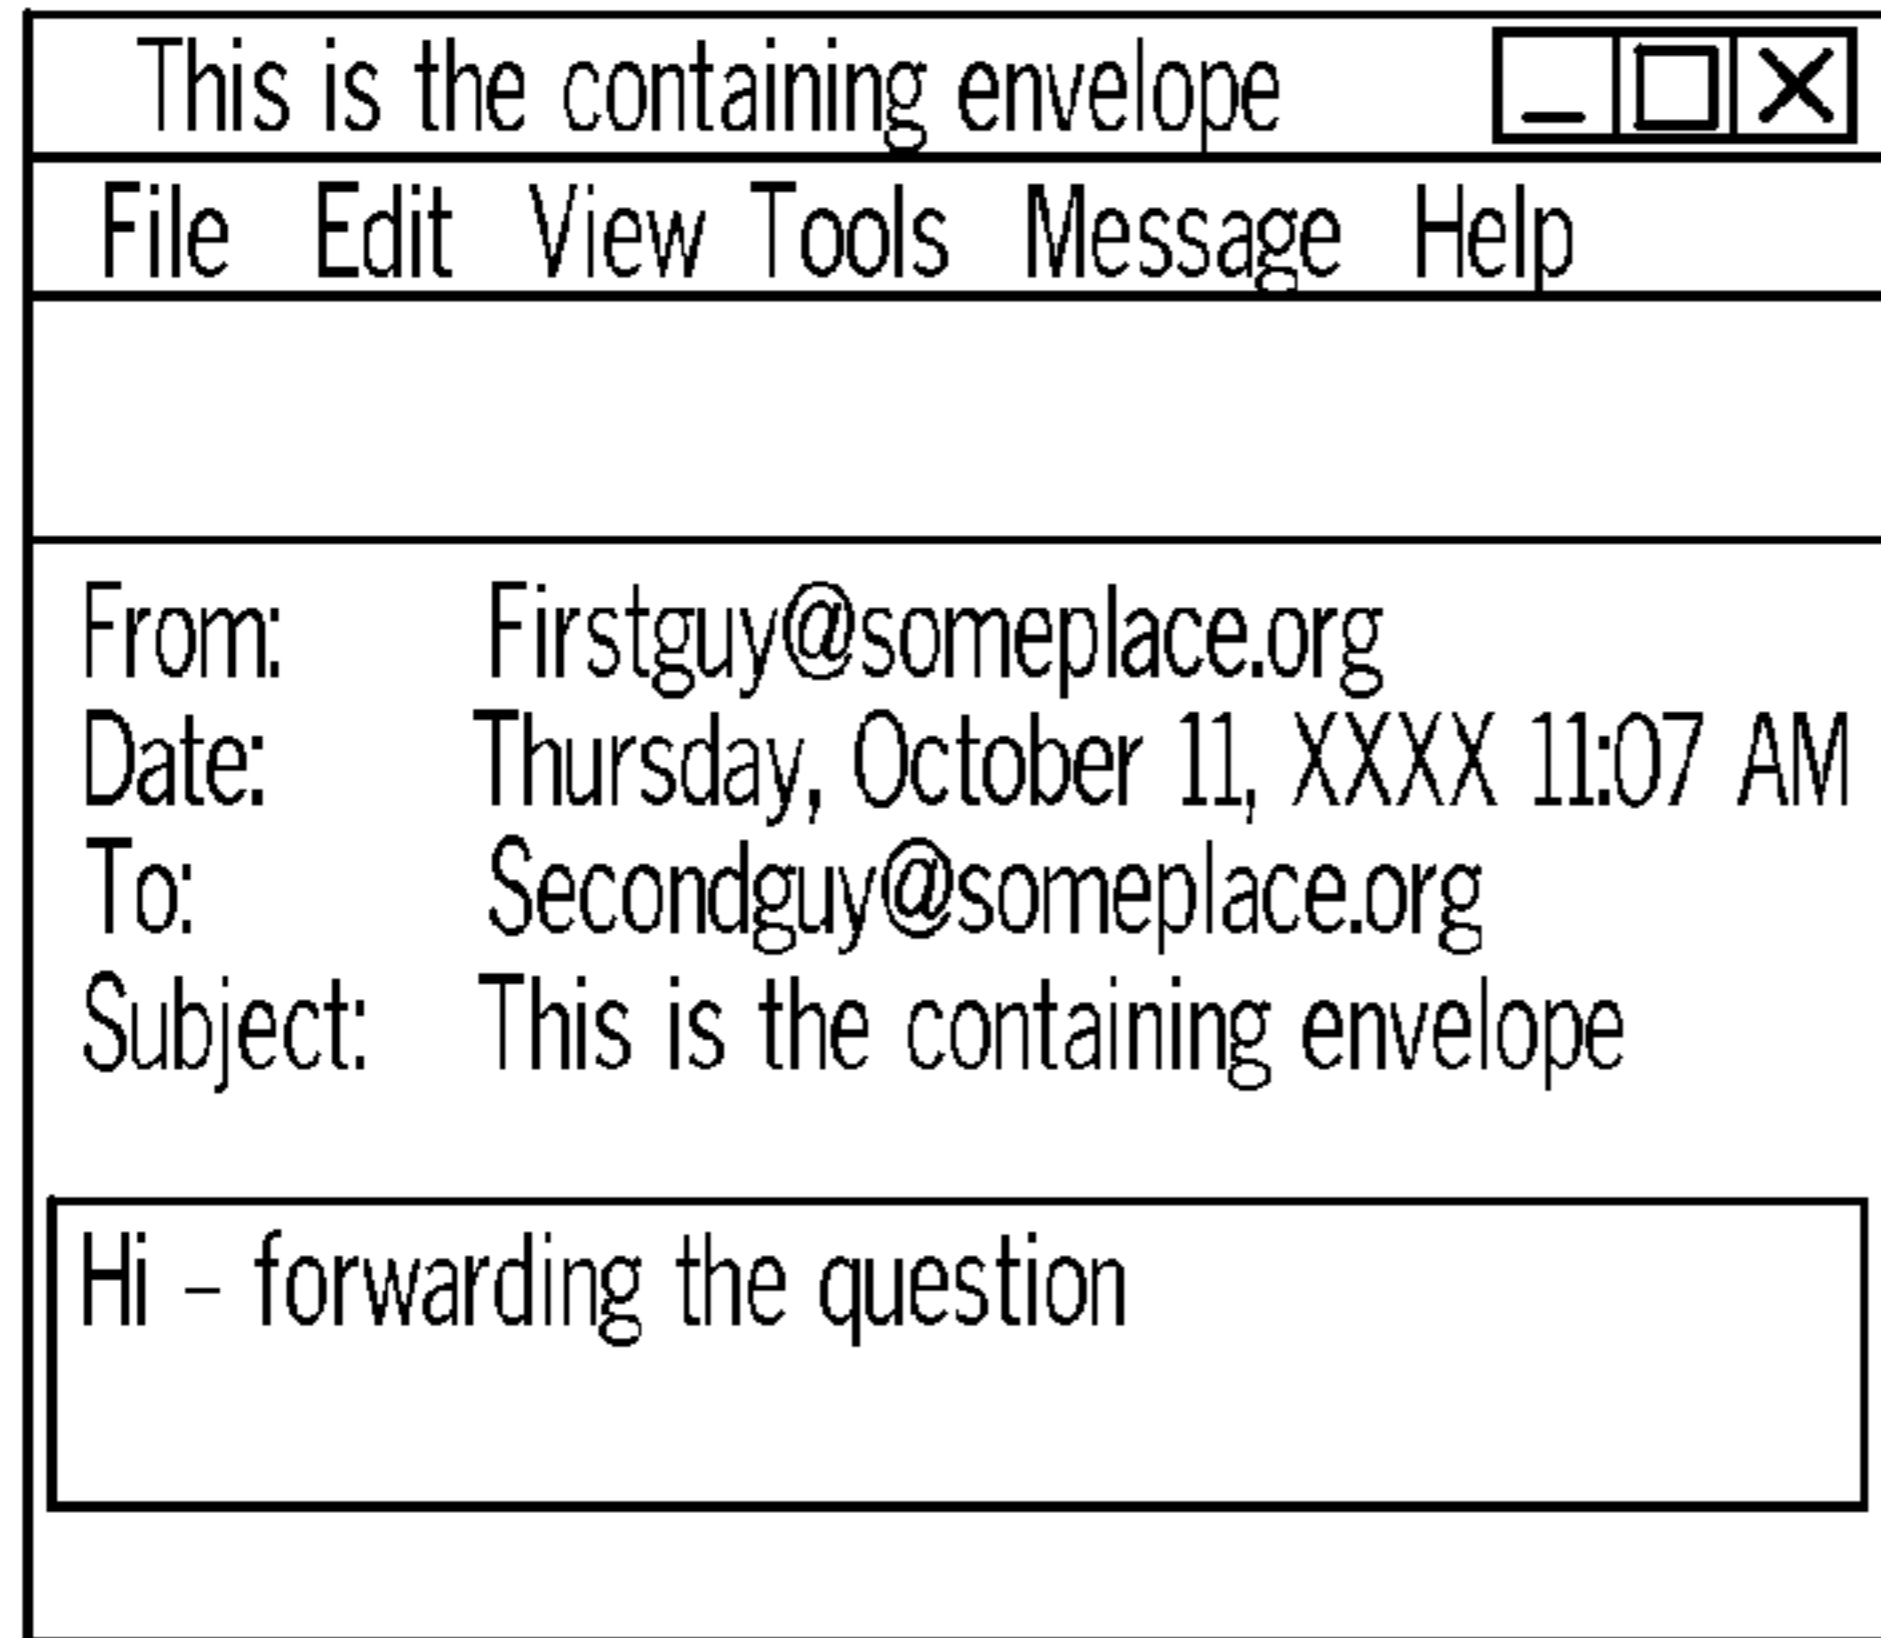 This is the containing envelope
File Edit View Tools Message Help
From: Firstguy@someplace.org
Date: Thursday, October 11, XXXX 11:07 AM
To: Secondguy@someplace.org
Subject: This is the containing envelope
Hi – forwarding the question